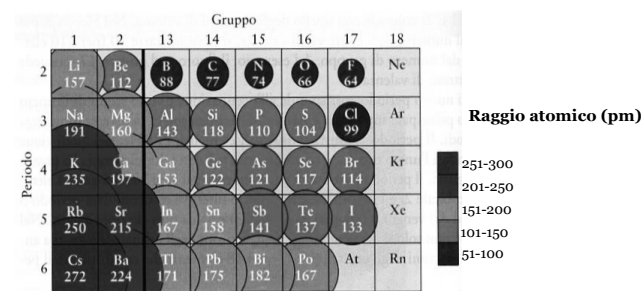 Gruppo
1 2 13 14 15 16 17 18
2 Li Be B C N O F Ne
157 112 88 77 74 66 64
3 Na Mg Al Si P S Cl Ar
191 160 143 118 110 104 99
4 K Ca Ga Ge As Se Br Kr
235 197 153 122 121 117 114
5 Rb Sr In Sn Sb Te I Xe
250 215 167 158 141 137 133
6 Cs Ba Tl Pb Bi Po At Rn
272 224 171 175 182 167
Periodo
Raggio atomico (pm)
251-300
201-250
151-200
101-150
51-100